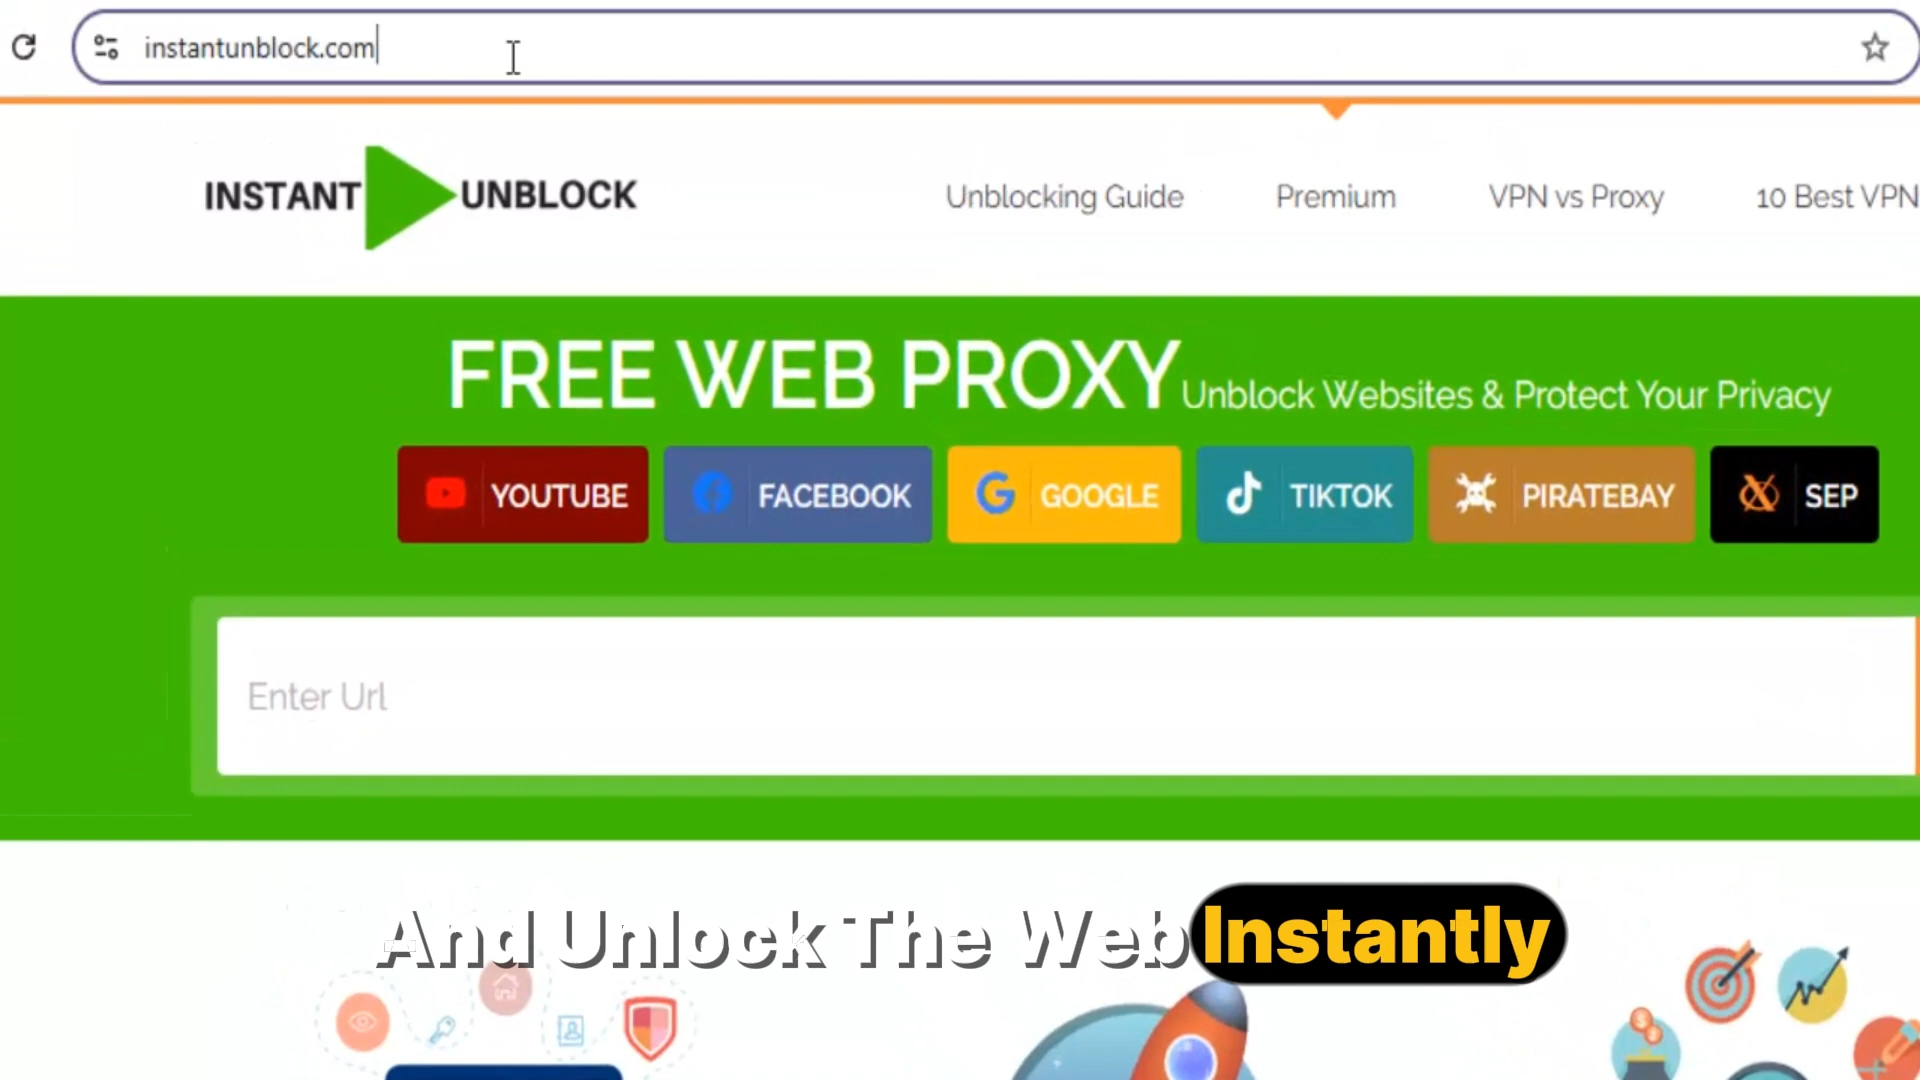 instantunblock.com
INSTANT UNBLOCK
Unblocking Guide
Premium
VPN vs Proxy
10 Best VPN
FREE WEB PROXY Unblock Websites & Protect Your Privacy
YOUTUBE
FACEBOOK
GOOGLE
TIKTOK
PIRATEBAY
SEP
Enter Url
And Unlock The Web Instantly